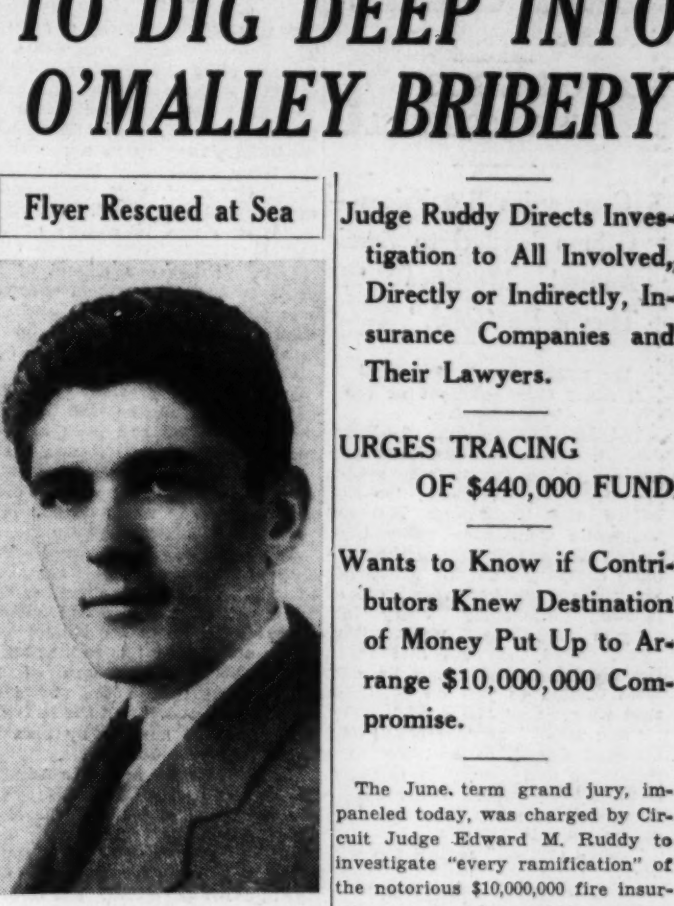 TO DIG DEEP INTO
O'MALLEY BRIBERY
Flyer Rescued at Sea
Judge Ruddy Directs Inves-
tigation to All Involved,
Directly or Indirectly, In-
surance Companies and
Their Lawyers.
URGES TRACING
OF $440,000 FUND
Wants to Know if Contri-
butors Knew Destination
of Money Put Up to Ar-
range $10,000,000 Com-
promise.
The June term grand jury, im-
paneled today, was charged by Cir-
cuit Judge Edward M. Ruddy to
investigate "every ramification" of
the notorious $10,000,000 fire insur-